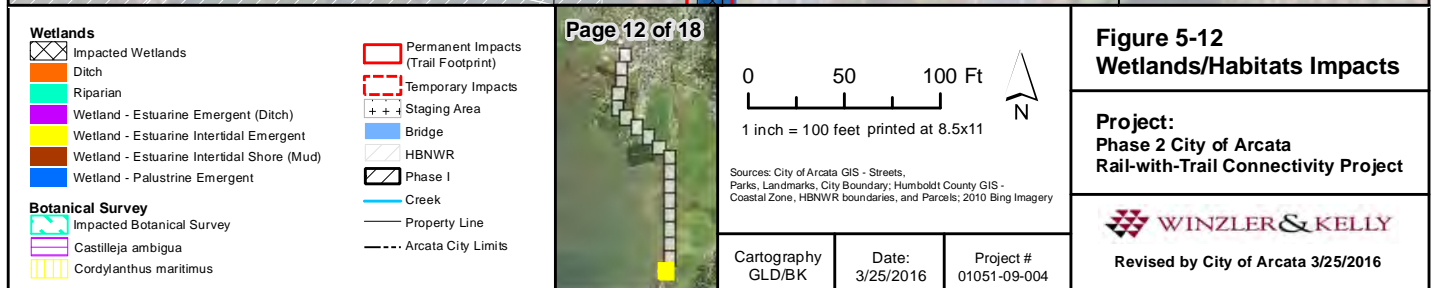 Wetlands
Impacted Wetlands
Ditch
Riparian
Wetland - Estuarine Emergent (Ditch)
Wetland - Estuarine Intertidal Emergent
Wetland - Estuarine Intertidal Shore (Mud)
Wetland - Palustrine Emergent
Botanical Survey
Impacted Botanical Survey
Castilleja ambigua
Cordylanthus maritimus
Permanent Impacts
(Trail Footprint)
Temporary Impacts
Staging Area
Bridge
HBNWR
Phase I
Creek
Property Line
Arcata City Limits
Page 12 of 18
0 50 100 Ft
N
1 inch = 100 feet printed at 8.5x11
Sources: City of Arcata GIS - Streets,
Parks, Landmarks, City Boundary; Humboldt County GIS -
Coastal Zone, HBNWR boundaries, and Parcels; 2010 Bing Imagery
Cartography
GLD/BK
Date:
3/25/2016
Project #
01051-09-004
Figure 5-12
Wetlands/Habitats Impacts
Project:
Phase 2 City of Arcata
Rail-with-Trail Connectivity Project
WINZLER & KELLY
Revised by City of Arcata 3/25/2016